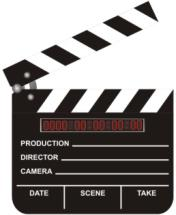 0000 00:00:00:00
PRODUCTION
DIRECTOR
CAMERA
DATE SCENE TAKE